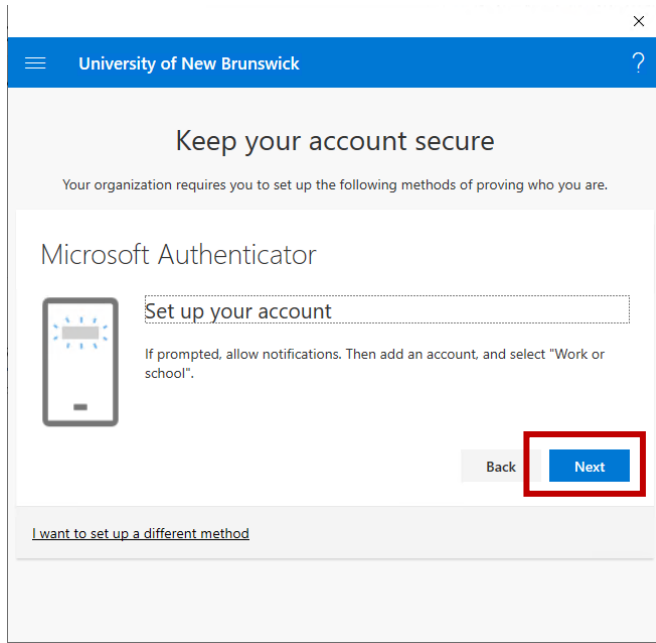 University of New Brunswick
?
Keep your account secure
Your organization requires you to set up the following methods of proving who you are.
Microsoft Authenticator
Set up your account
If prompted, allow notifications. Then add an account, and select "Work or
school".
Back
Next
I want to set up a different method